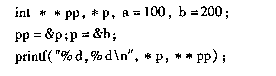 int * * pp, * p, a = 100, b = 200;
pp = &p; p = &b;
printf("% d,% d\n", * p, * * pp);